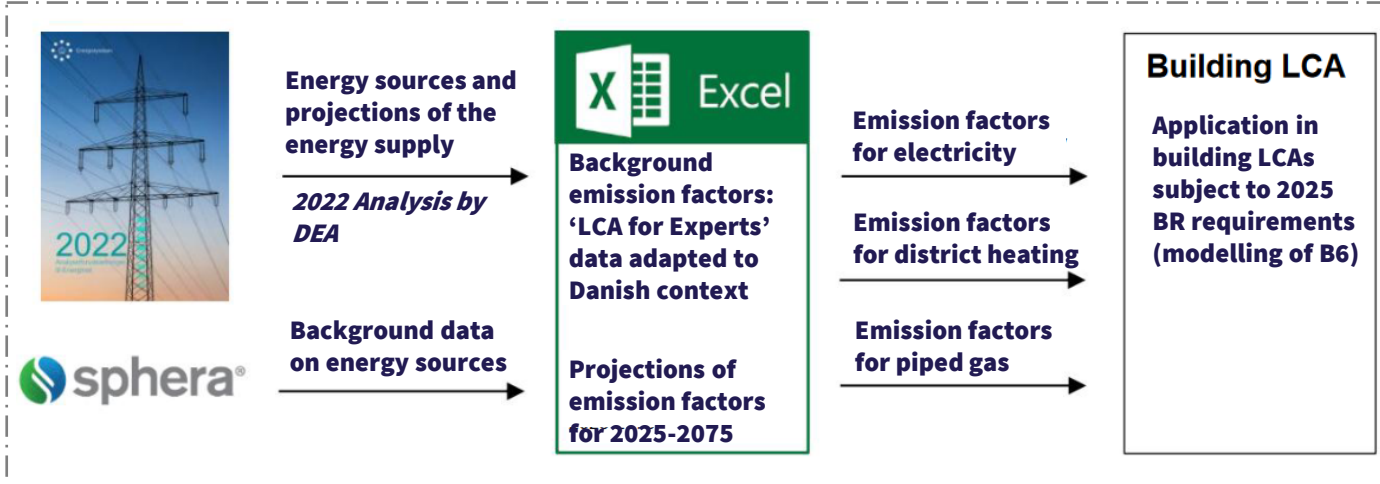 Energy sources and
projections of the
energy supply
2022 Analysis by
DEA
2022
Background data
on energy sources
sphera®
X Excel
Background
emission factors:
‘LCA for Experts’
data adapted to
Danish context
Projections of
emission factors
for 2025-2075
Emission factors
for electricity
Emission factors
for district heating
Emission factors
for piped gas
Building LCA
Application in
building LCAs
subject to 2025
BR requirements
(modelling of B6)